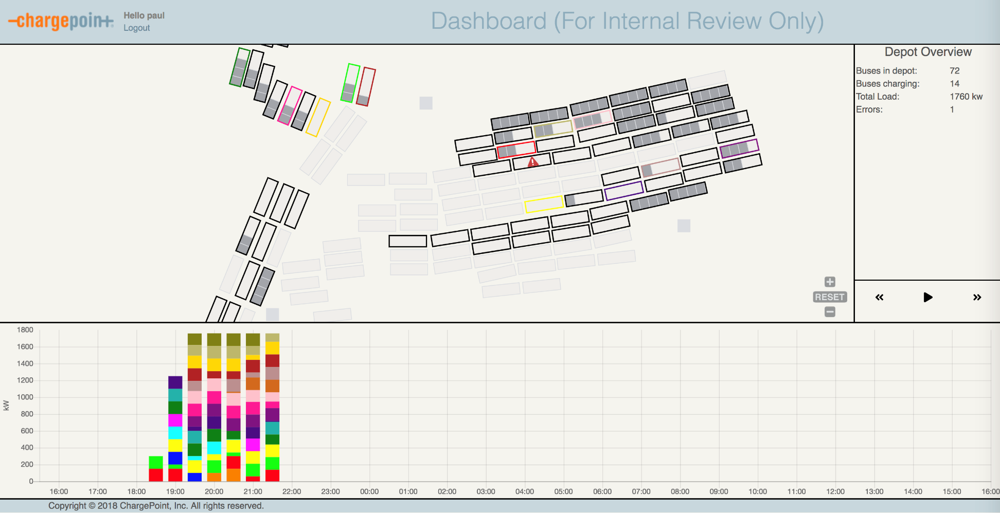 -chargepoin+.
Hello paul
Logout
Dashboard (For Internal Review Only)
Depot Overview
Buses in depot: 72
Buses charging: 14
Total Load: 1760 kw
Errors: 1
!
+
RESET
−
«
»
1800
1600
1400
1200
1000
800
600
400
200
0
kW
16:00 17:00 18:00 19:00 20:00 21:00 22:00 23:00 00:00 01:00 02:00 03:00 04:00 05:00 06:00 07:00 08:00 09:00 10:00 11:00 12:00 13:00 14:00 15:00 16:00
Copyright © 2018 ChargePoint, Inc. All rights reserved.